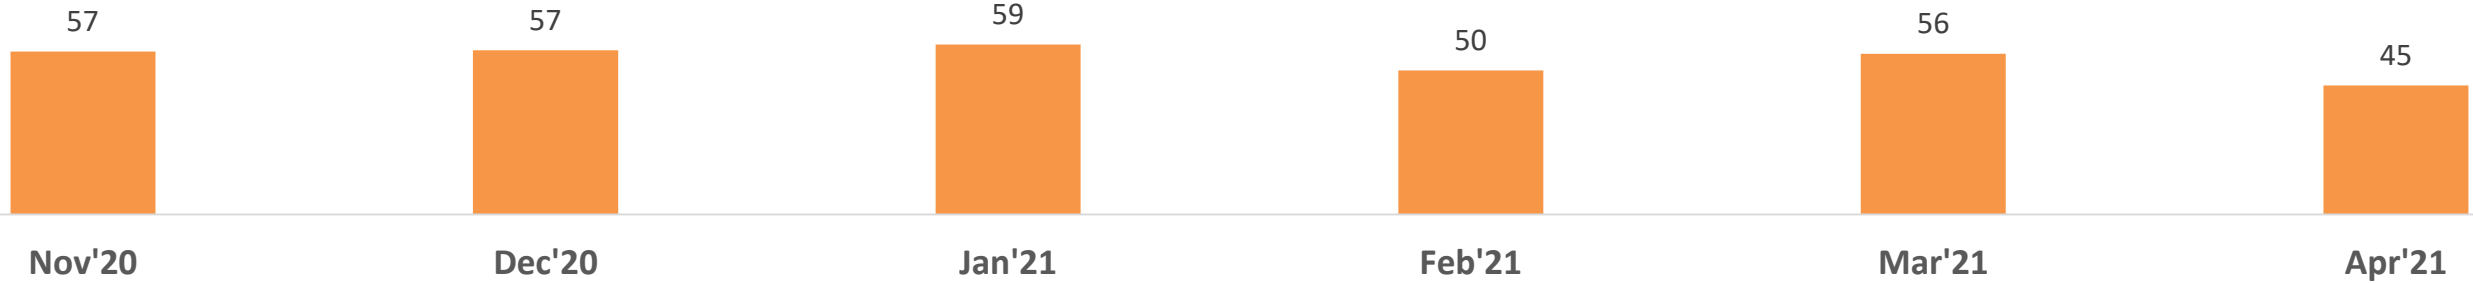 57 57 59 50 56 45
Nov'20 Dec'20 Jan'21 Feb'21 Mar'21 Apr'21